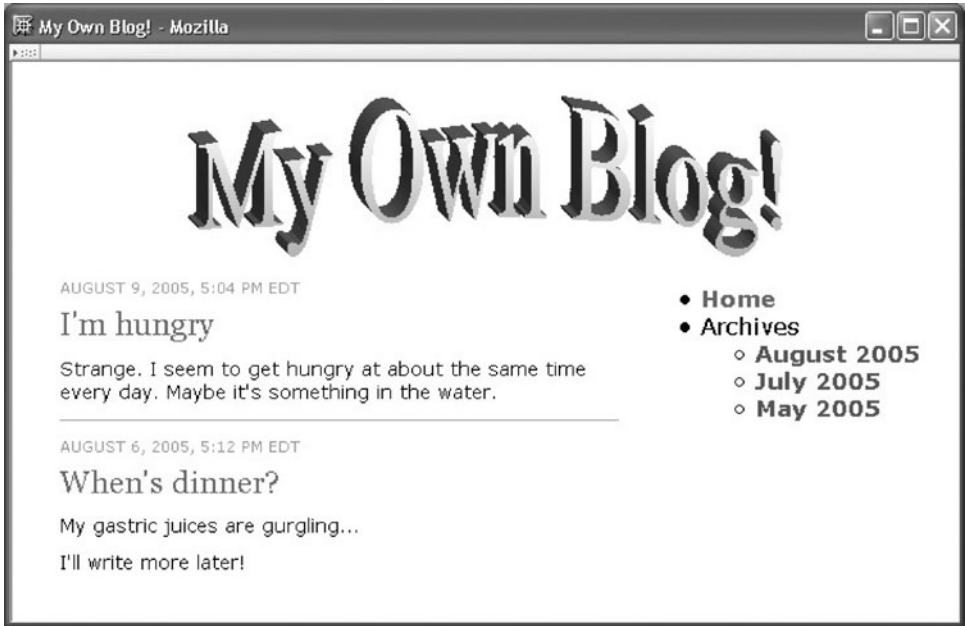 My Own Blog! - Mozilla
My Own Blog!
AUGUST 9, 2005, 5:04 PM EDT
I'm hungry
Strange. I seem to get hungry at about the same time
every day. Maybe it's something in the water.
AUGUST 6, 2005, 5:12 PM EDT
When's dinner?
My gastric juices are gurgling...
I'll write more later!
Home
Archives
August 2005
July 2005
May 2005